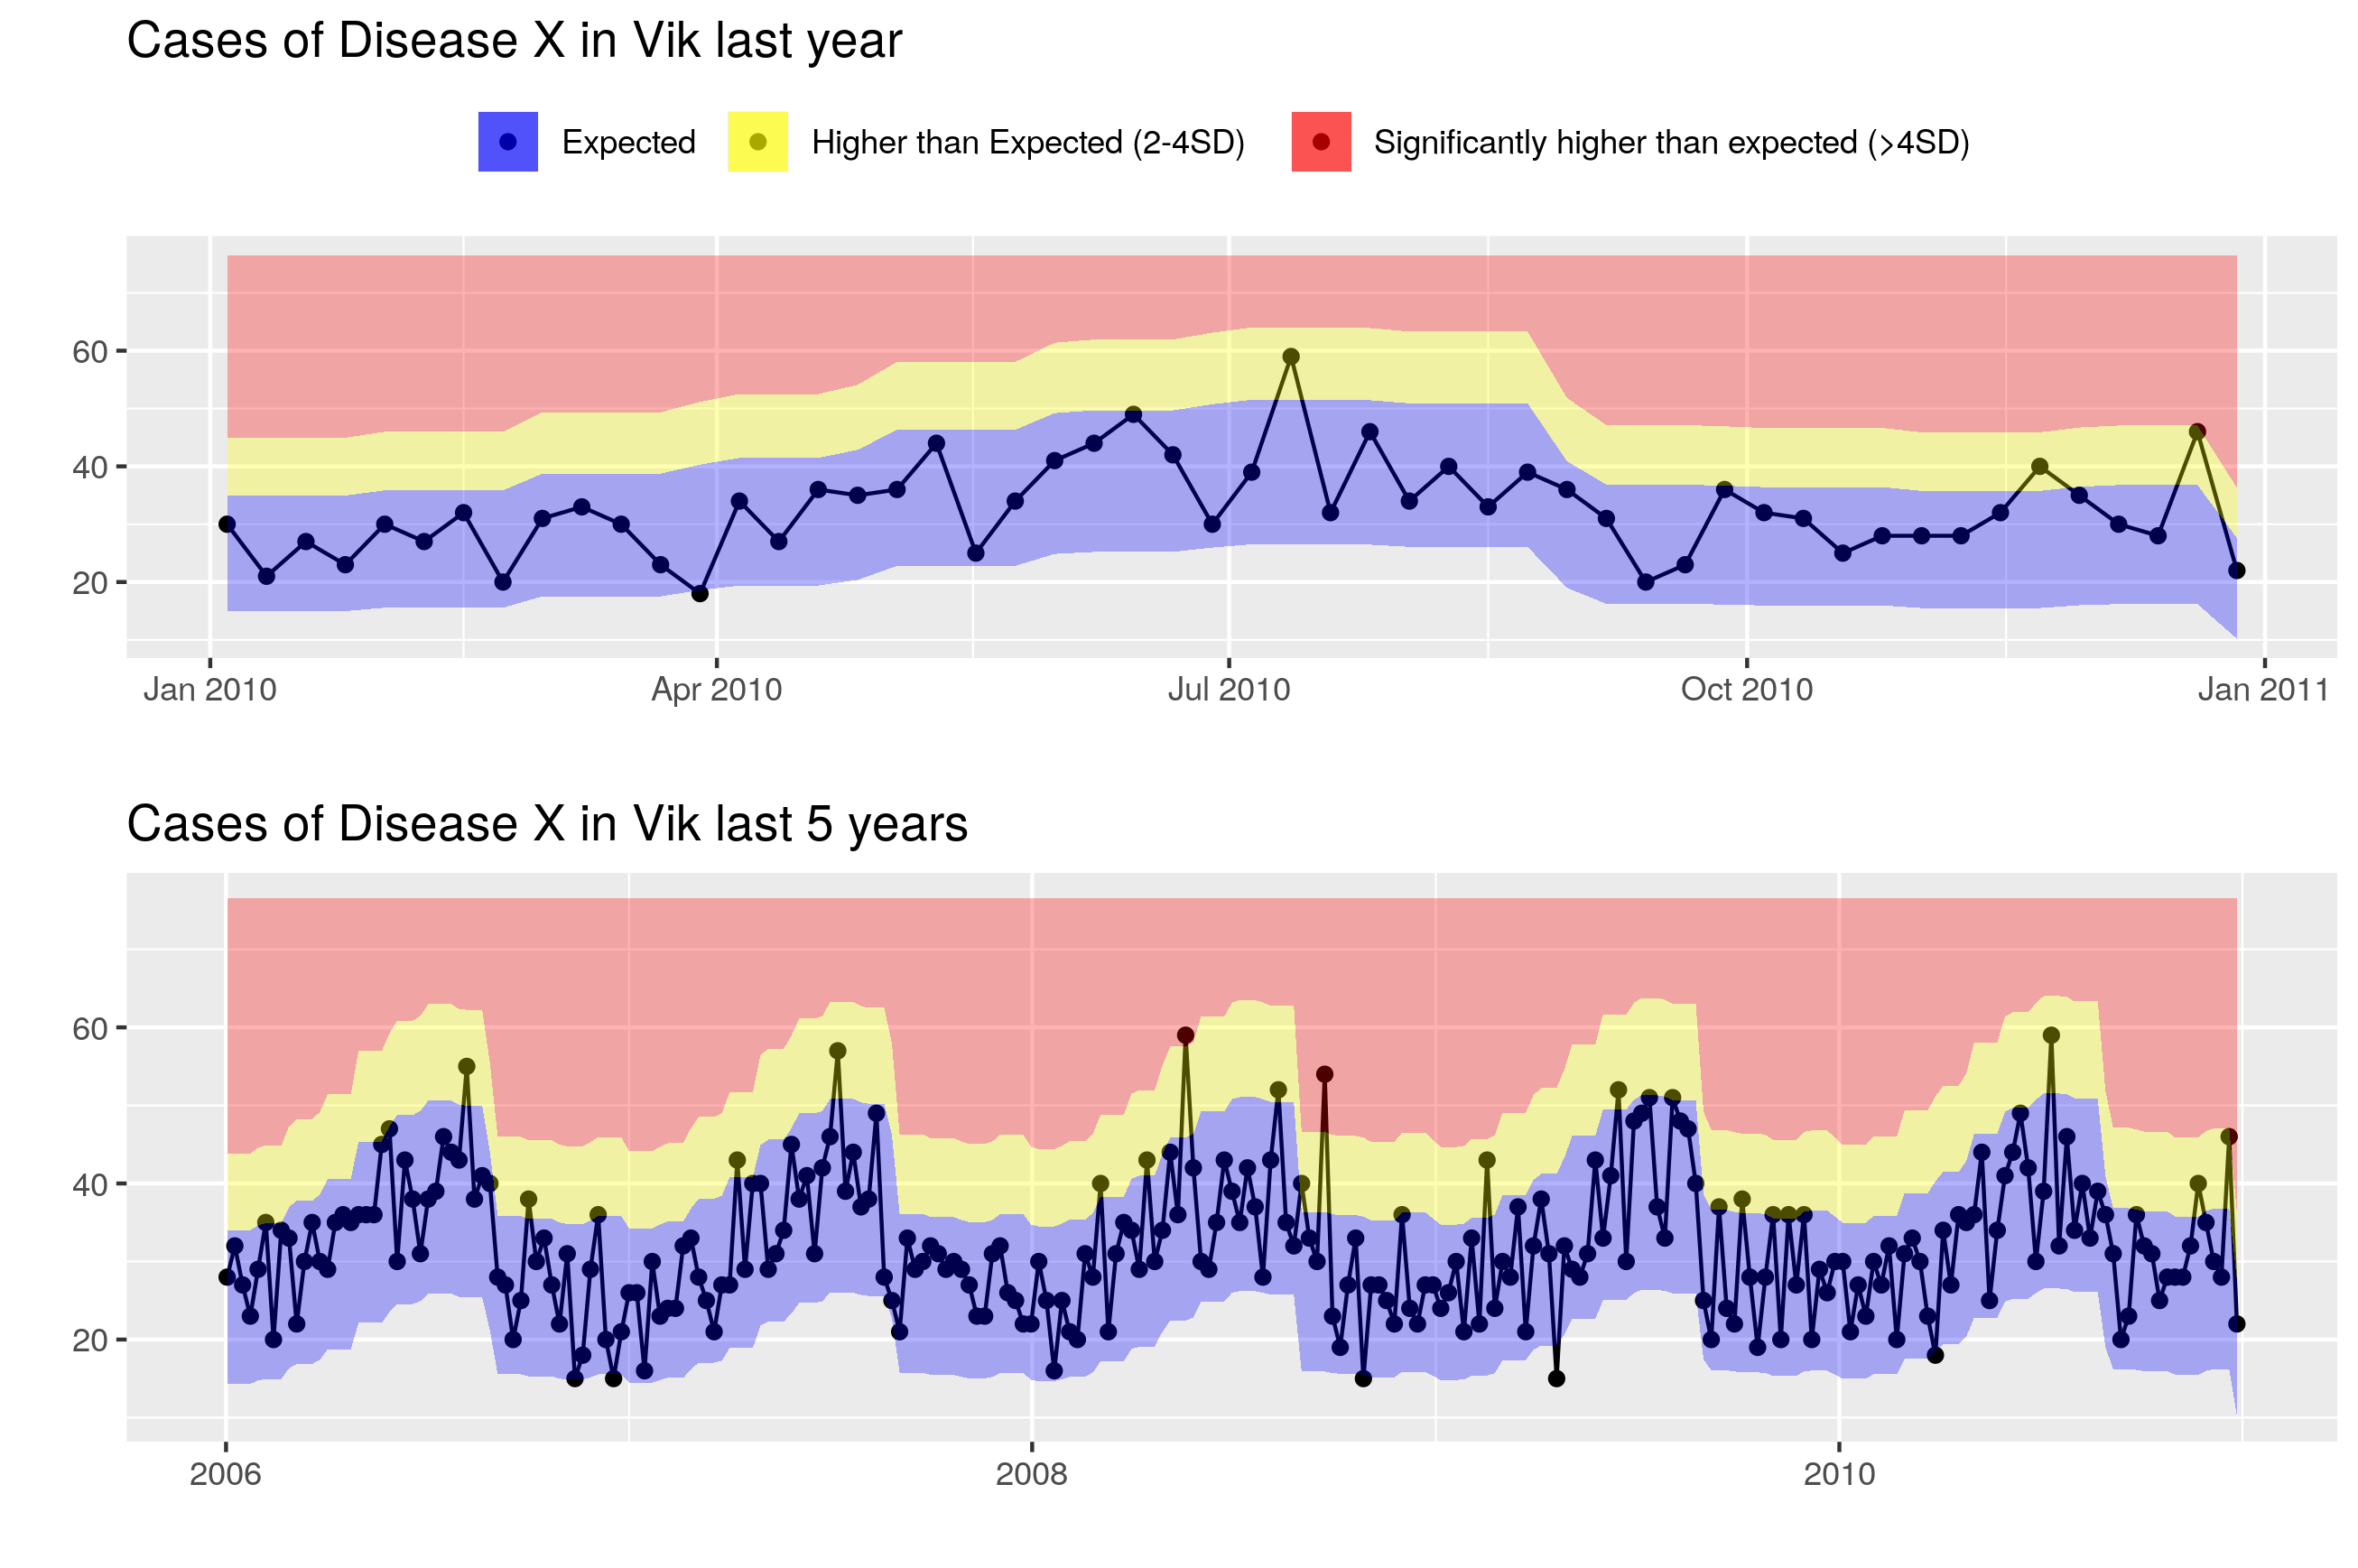 Cases of Disease X in Vik last year
Expected Higher than Expected (2-4SD) Significantly higher than expected (>4SD)
60
40
20
Jan 2010 Apr 2010 Jul 2010 Oct 2010 Jan 2011
Cases of Disease X in Vik last 5 years
60
40
20
2006 2008 2010